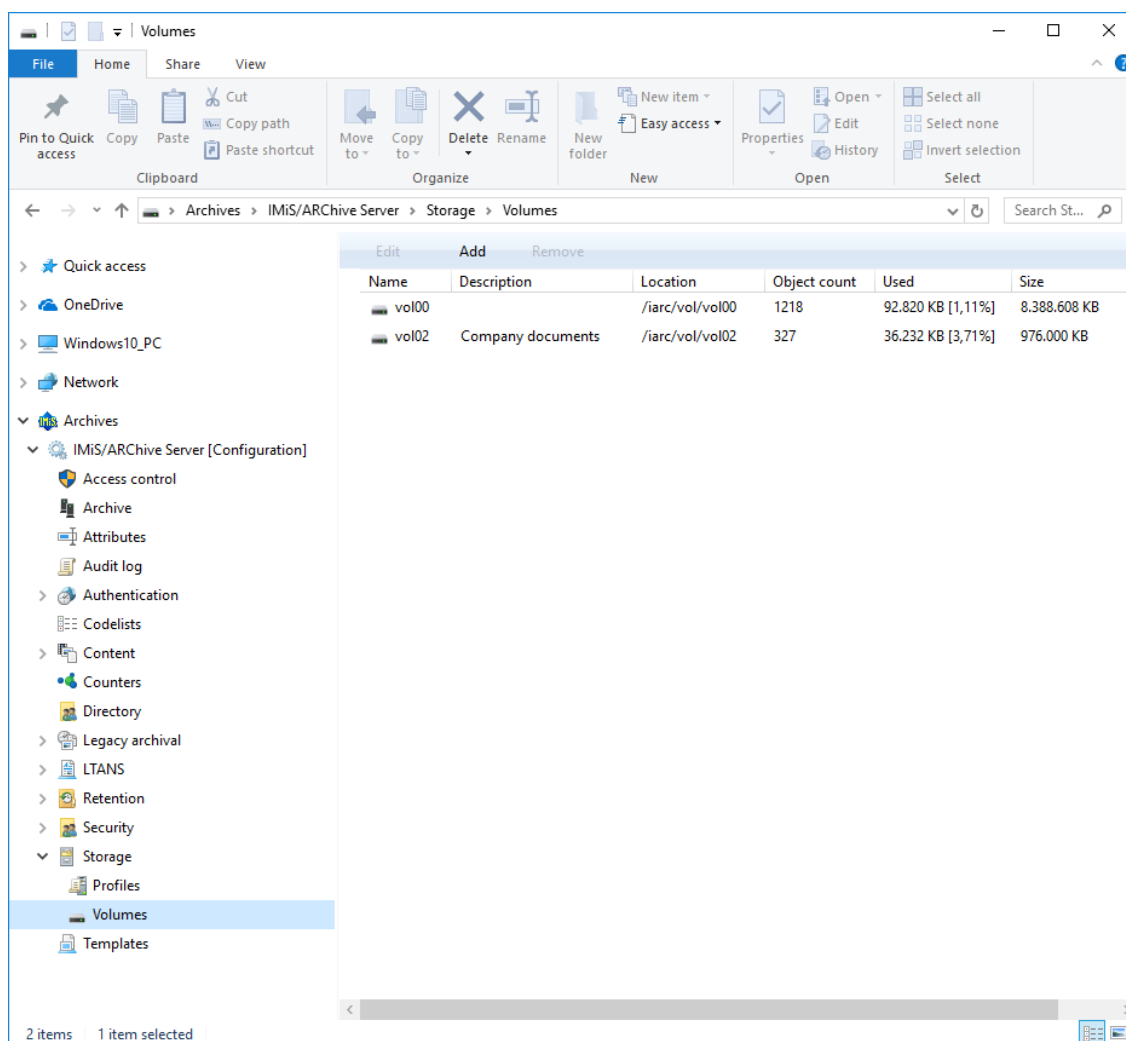 Volumes
File Home Share View
Pin to Quick access
Copy
Paste
Cut
Copy path
Paste shortcut
Clipboard
Move to
Copy to
Delete
Rename
Organize
New folder
New item
Easy access
New
Properties
Open
Edit
History
Open
Select all
Select none
Invert selection
Select
Archives > IMiS/ARChive Server > Storage > Volumes
Search St...
Quick access
OneDrive
Windows10_PC
Network
Archives
IMiS/ARChive Server [Configuration]
Access control
Archive
Attributes
Audit log
Authentication
Codelists
Content
Counters
Directory
Legacy archival
LTANS
Retention
Security
Storage
Profiles
Volumes
Templates
Edit Add Remove
Name Description Location Object count Used Size
vol00 /iarc/vol/vol00 1218 92.820 KB [1,11%] 8.388.608 KB
vol02 Company documents /iarc/vol/vol02 327 36.232 KB [3,71%] 976.000 KB
2 items 1 item selected